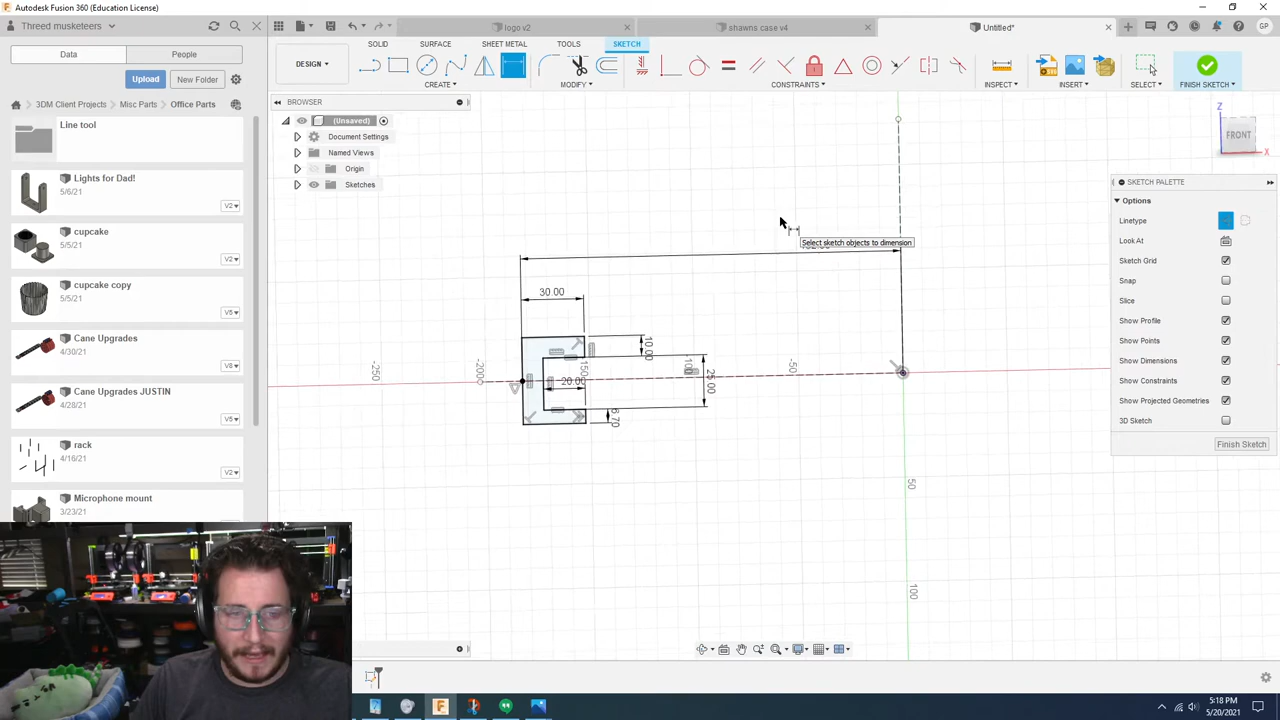 Autodesk Fusion 360 (Education License)
Threed musketeers
logo v2
shawns case v4
Untitled*
GP
Data
People
Upload
New Folder
3DM Client Projects
Misc Parts
Office Parts
Line tool
Lights for Dad!
5/6/21
V2
cupcake
5/5/21
V2
cupcake copy
5/5/21
V8
Cane Upgrades
4/30/21
V8
Cane Upgrades JUSTIN
4/28/21
V5
rack
4/16/21
V2
Microphone mount
3/23/21
DESIGN
SOLID
SURFACE
SHEET METAL
TOOLS
SKETCH
CREATE
MODIFY
CONSTRAINTS
INSPECT
INSERT
SELECT
FINISH SKETCH
BROWSER
(Unsaved)
Document Settings
Named Views
Origin
Sketches
Z
FRONT
X
Select sketch objects to dimension
30.00
10.00
20.00
25.00
6.70
-250
-200
150
-100
-50
50
100
SKETCH PALETTE
Options
Linetype
Look At
Sketch Grid
Snap
Slice
Show Profile
Show Points
Show Dimensions
Show Constraints
Show Projected Geometries
3D Sketch
Finish Sketch
5:18 PM
5/20/2021